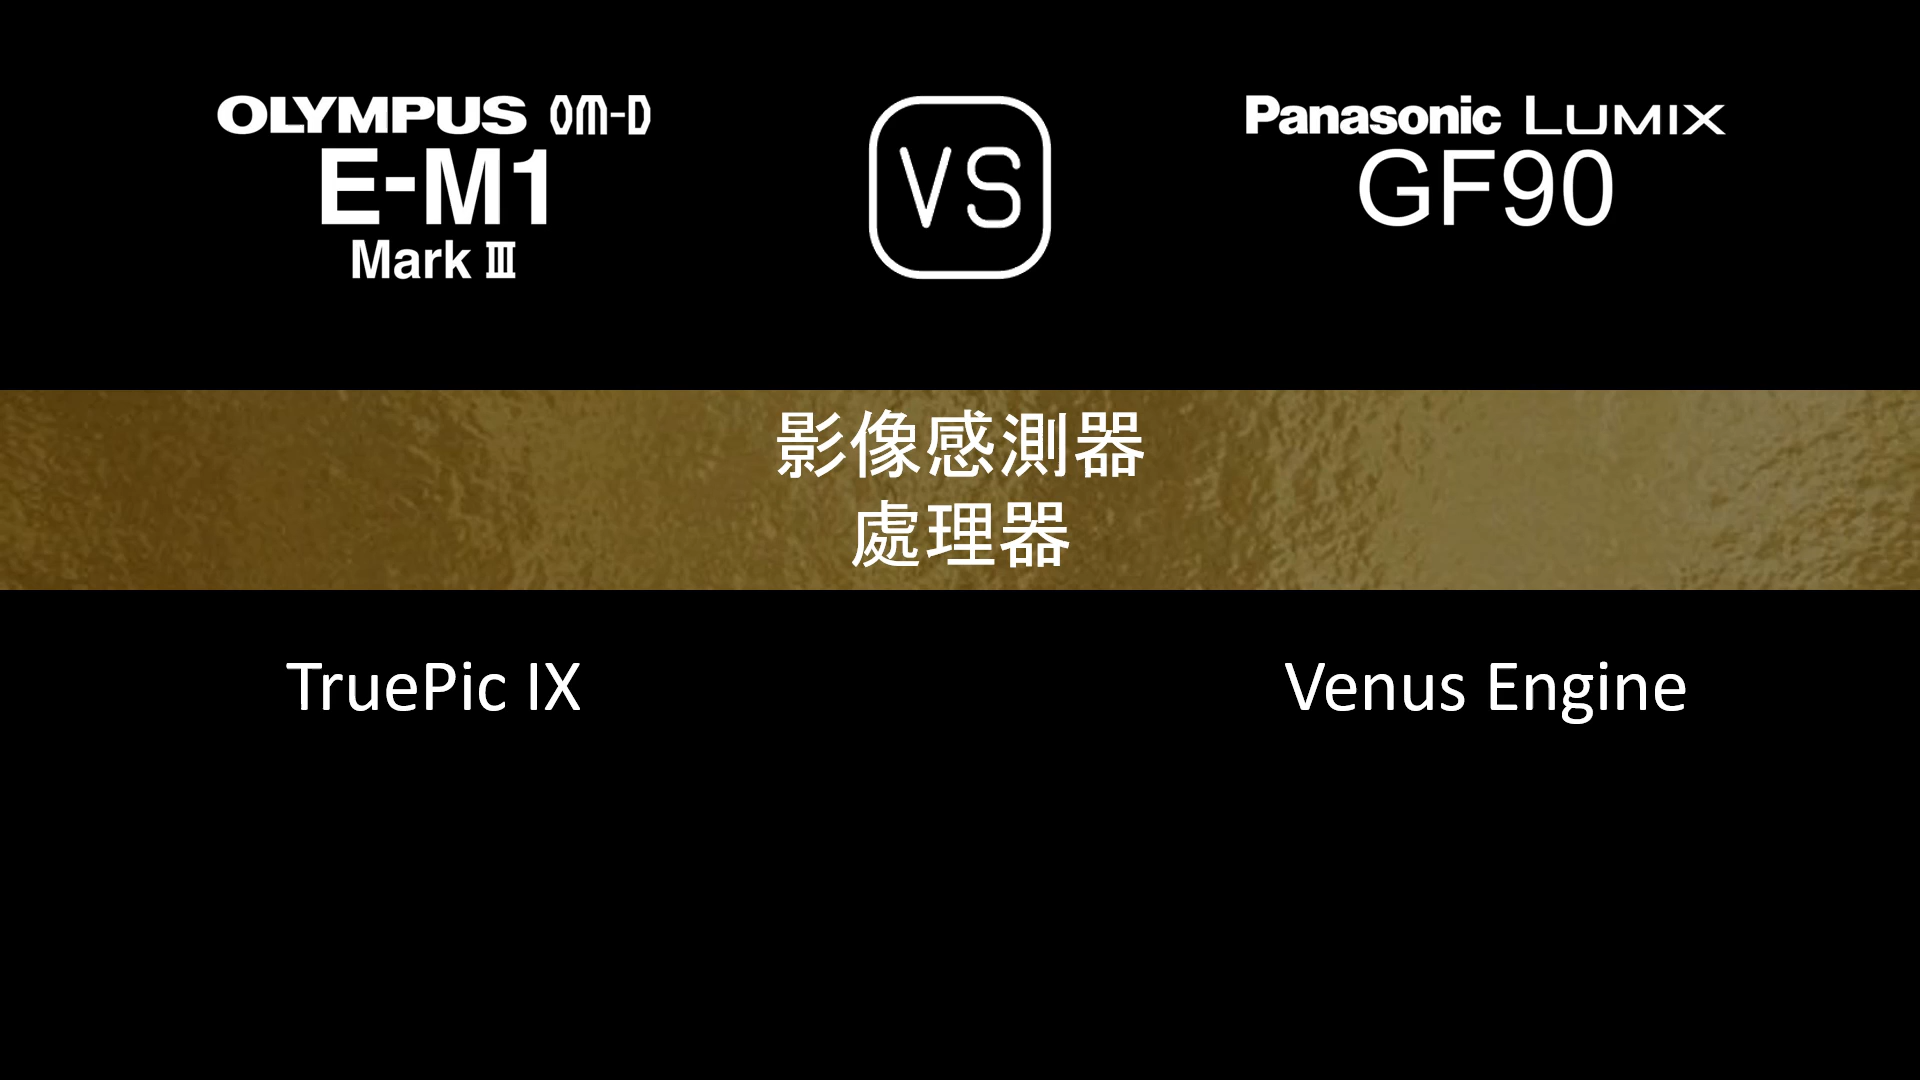 OLYMPUS OM-D
E-M1
Mark III
VS
Panasonic LUMIX
GF90
影像感測器
處理器
TruePic IX
Venus Engine